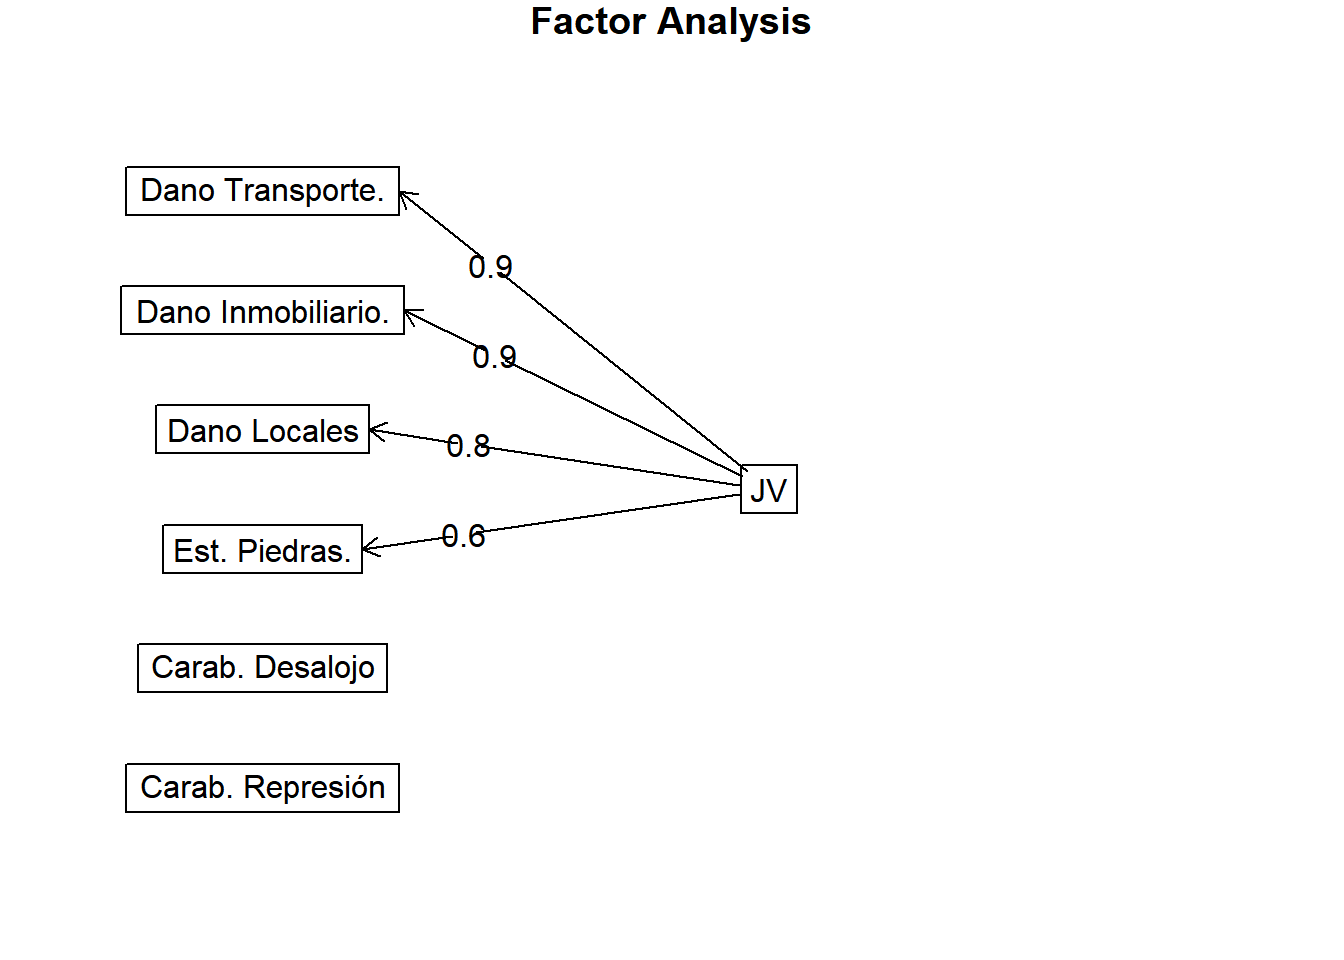 Factor Analysis
Dano Transporte.
0.9
Dano Inmobiliario.
0.9
Dano Locales
0.8
JV
Est. Piedras.
0.6
Carab. Desalojo
Carab. Represión